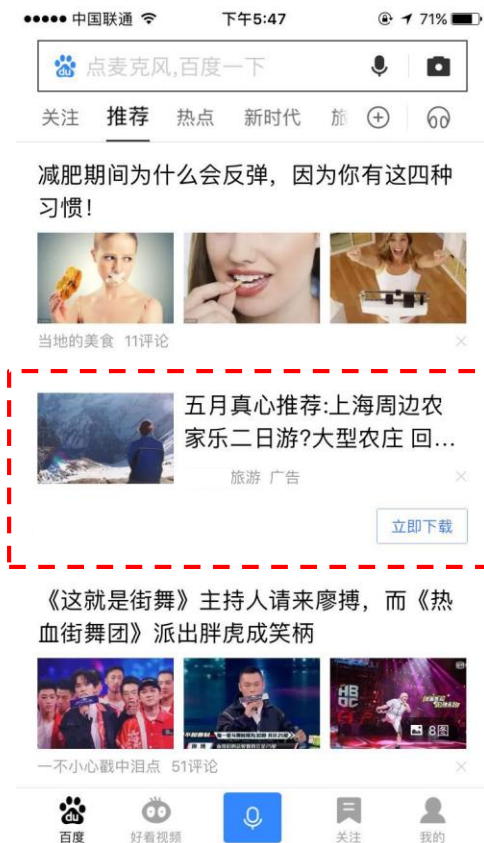 中国联通 下午5:47 71%
du 点麦克风,百度一下
关注 推荐 热点 新时代 旅
减肥期间为什么会反弹，因为你有这四种
习惯！
当地的美食 11评论
五月真心推荐:上海周边农
家乐二日游?大型农庄 回...
旅游 广告
立即下载
《这就是街舞》主持人请来廖搏，而《热
血街舞团》派出胖虎成笑柄
HB
DC
8图
一不小心戳中泪点 51评论
du
百度 好看视频 关注 我的